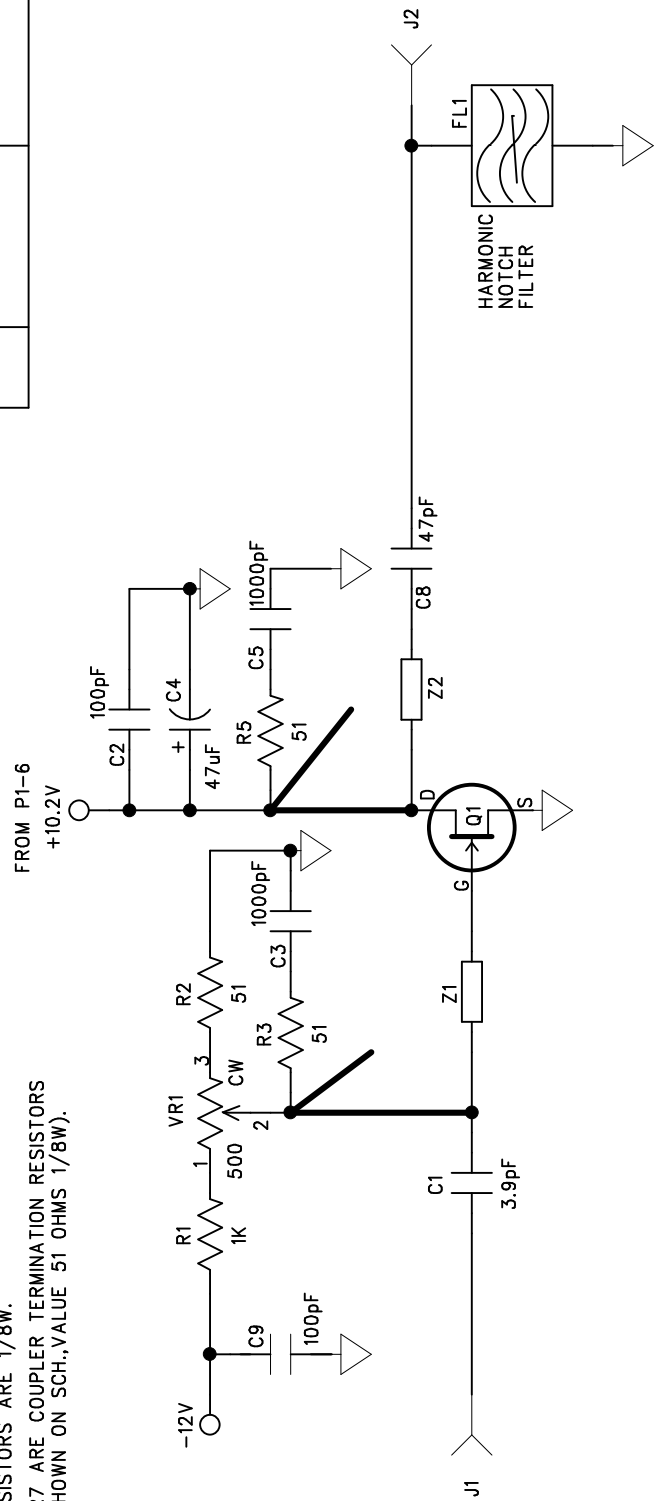 SISTORS ARE 1/8W.
27 ARE COUPLER TERMINATION RESISTORS
HOWN ON SCH.,VALUE 51 OHMS 1/8W).
FROM P1-6
+10.2V
-12V
R1
1K
C9
100pF
VR1
1
500
3
CW
2
R2
51
R3
51
C3
1000pF
C2
100pF
+
C4
47uF
R5
51
C5
1000pF
J1
C1
3.9pF
Z1
G
Q1
D
S
Z2
C8
47pF
J2
FL1
HARMONIC
NOTCH
FILTER